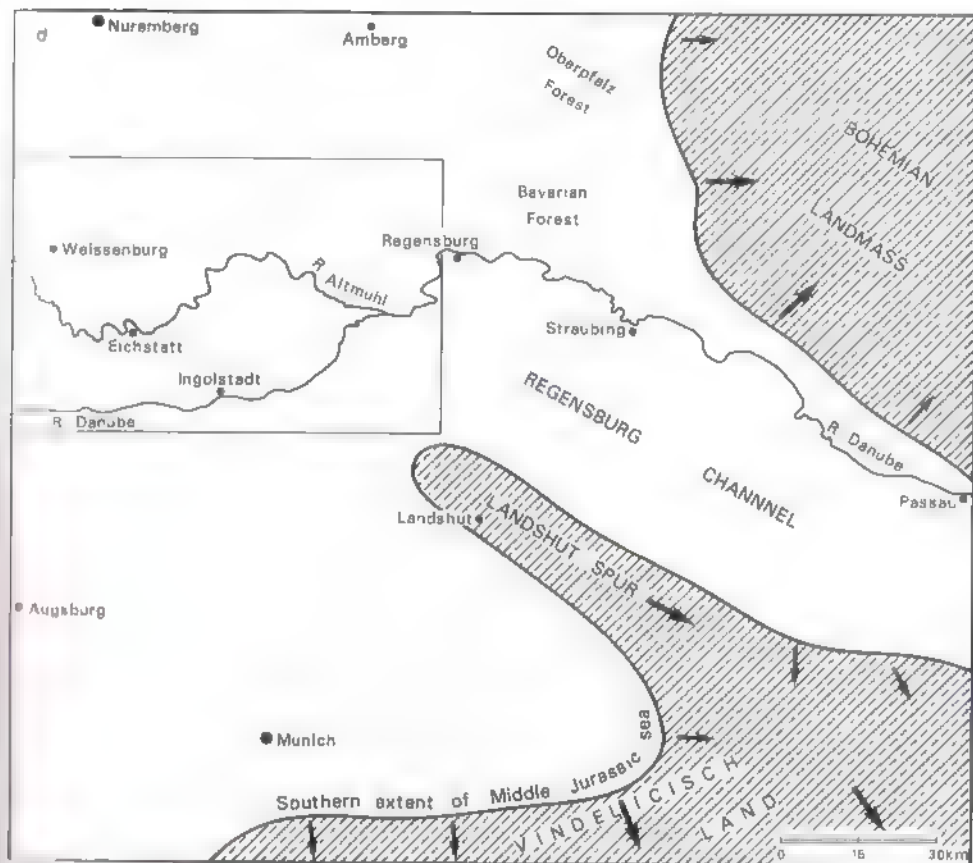 d
Nuremberg
Amberg
Oberpfalz
Forest
BOHEMIAN
LANDMASS
Bavarian
Forest
Weissenburg
Regensburg
R Altmuhl
Eichstatt
Straubing
Ingolstadt
R Danube
REGENSBURG
CHANNNEL
R Danube
Passau
Landshut
LANDSHUT SPUR
Augsburg
Munich
Southern extent of Middle Jurassic sea
VINDELICISCH
LAND
0 15 30km